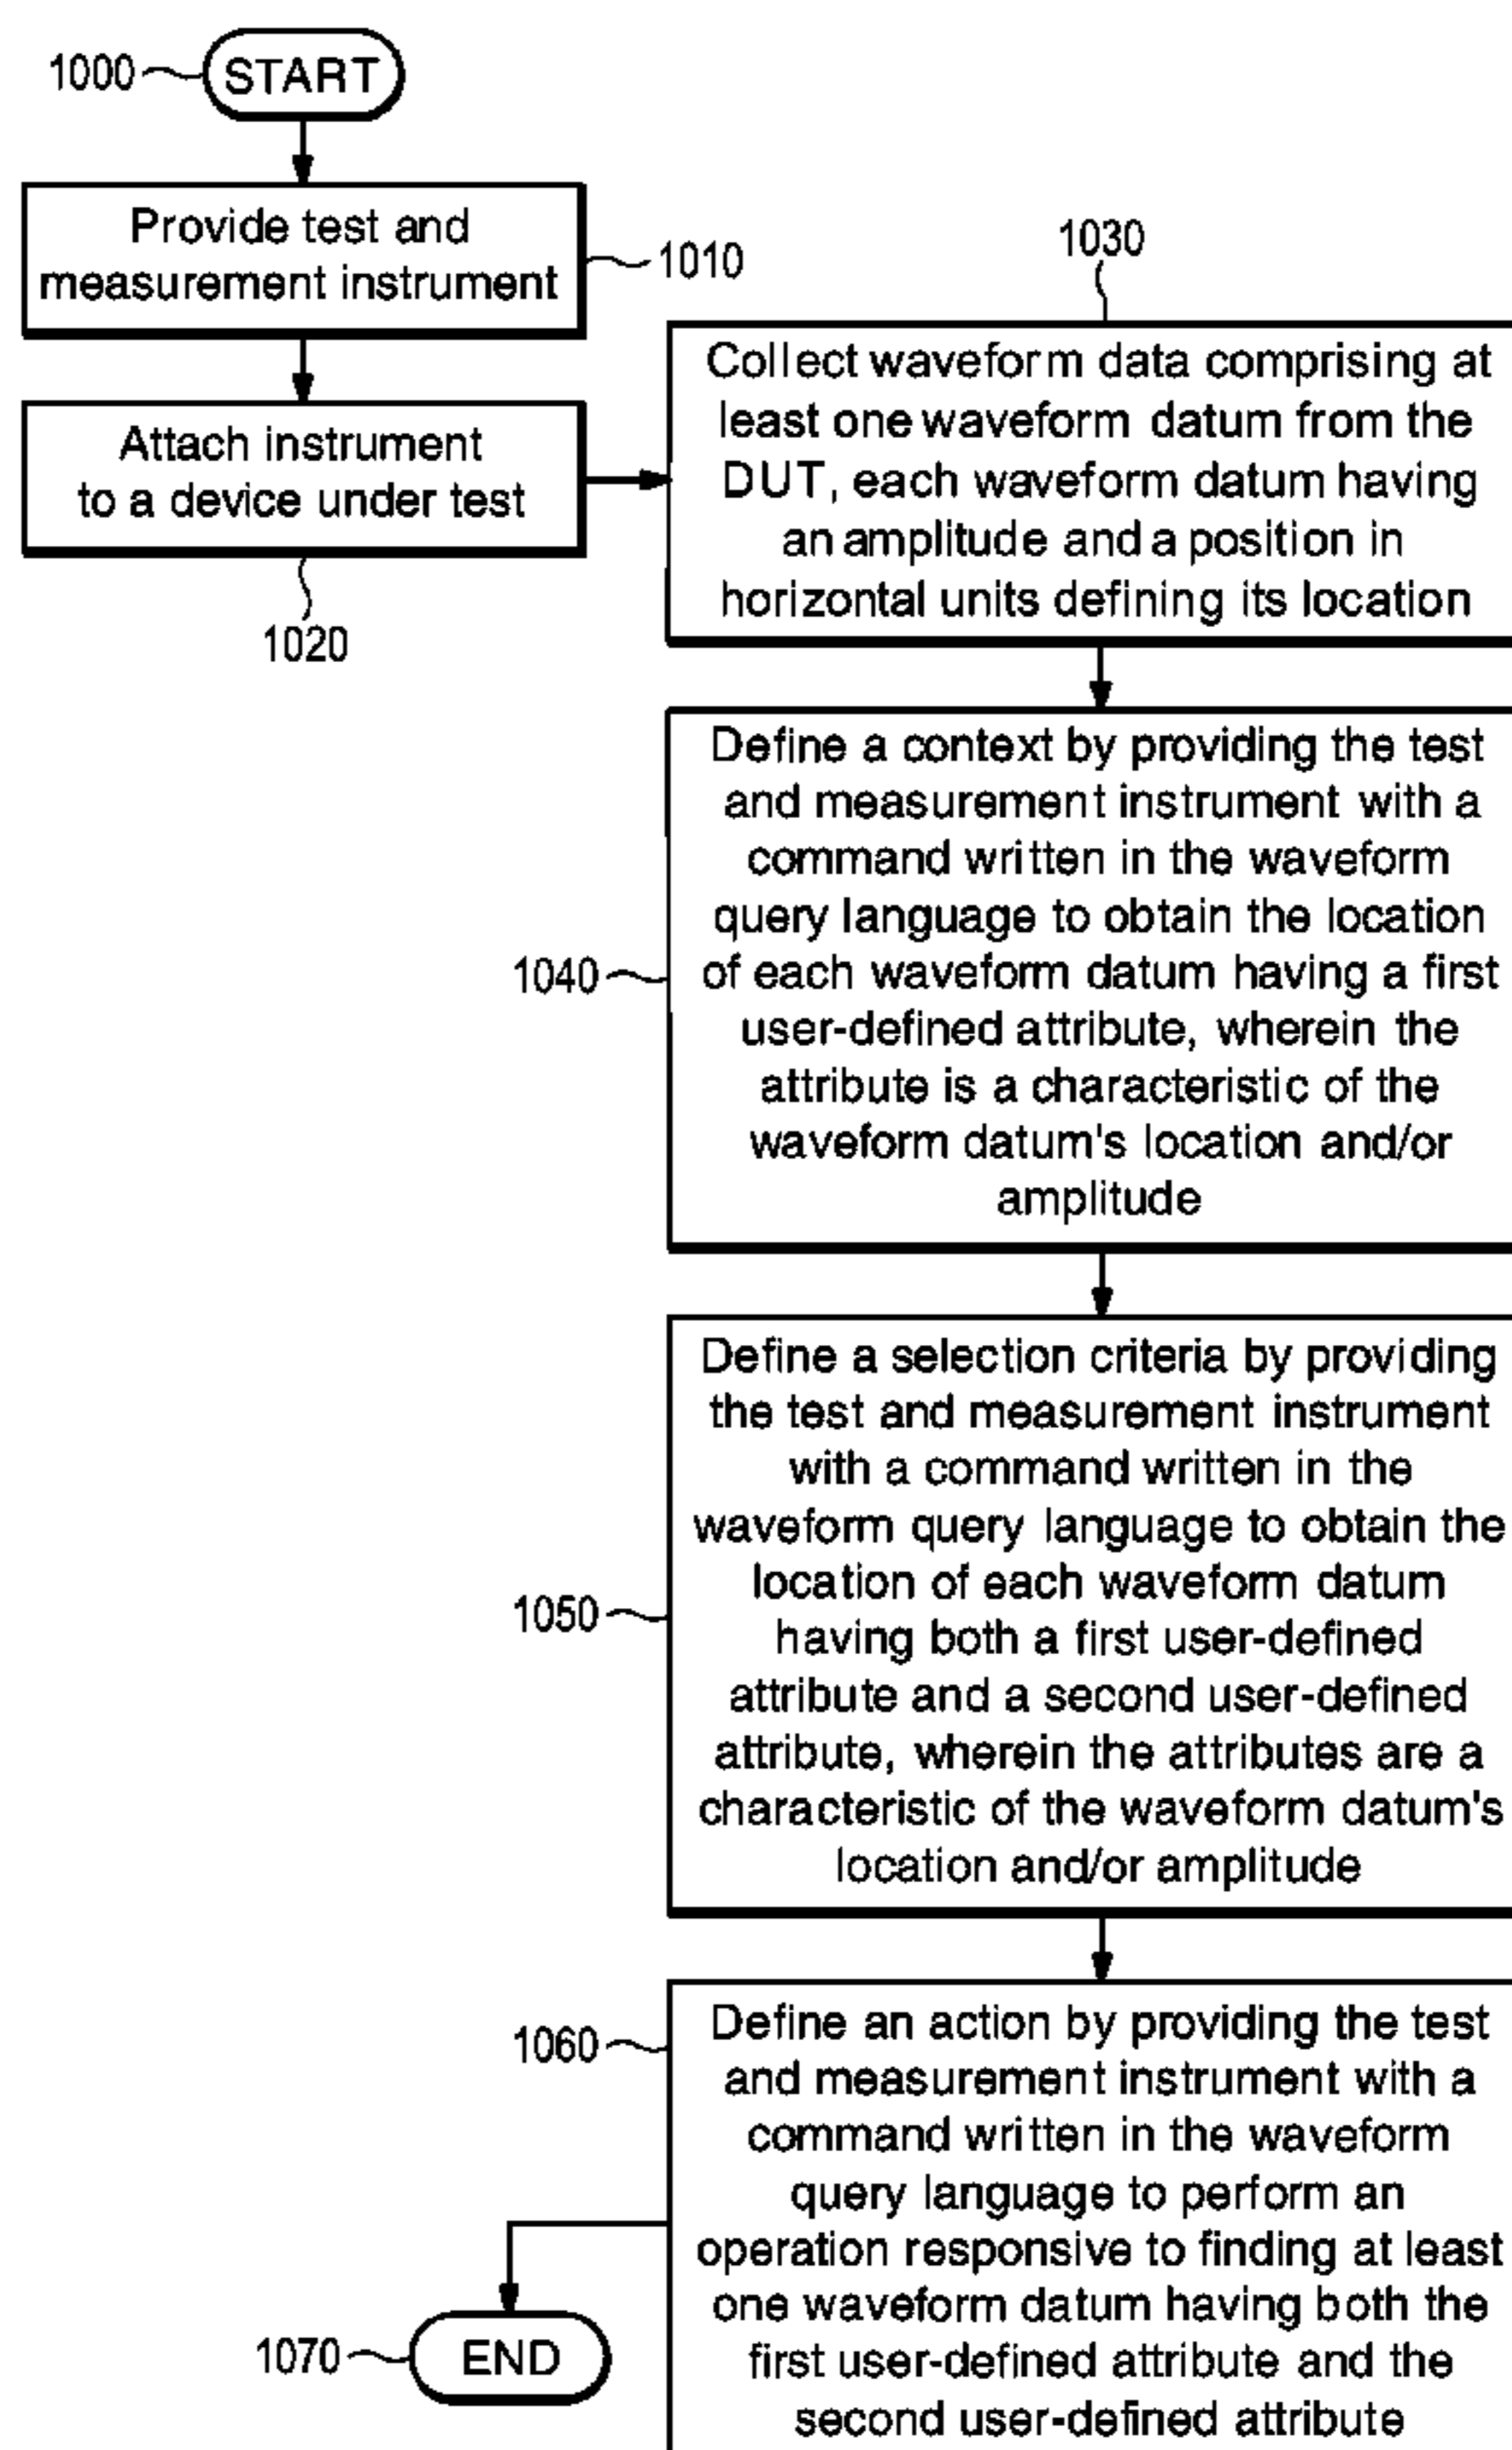 1000
START
Provide test and
measurement instrument
1010
Attach instrument
to a device under test
1020
1030
Collect waveform data comprising at
least one waveform datum from the
DUT, each waveform datum having
an amplitude and a position in
horizontal units defining its location
Define a context by providing the test
and measurement instrument with a
command written in the waveform
query language to obtain the location
of each waveform datum having a first
user-defined attribute, wherein the
attribute is a characteristic of the
waveform datum's location and/or
amplitude
1040
Define a selection criteria by providing
the test and measurement instrument
with a command written in the
waveform query language to obtain the
location of each waveform datum
having both a first user-defined
attribute and a second user-defined
attribute, wherein the attributes are a
characteristic of the waveform datum's
location and/or amplitude
1050
1060
Define an action by providing the test
and measurement instrument with a
command written in the waveform
query language to perform an
operation responsive to finding at least
one waveform datum having both the
first user-defined attribute and the
second user-defined attribute
1070
END